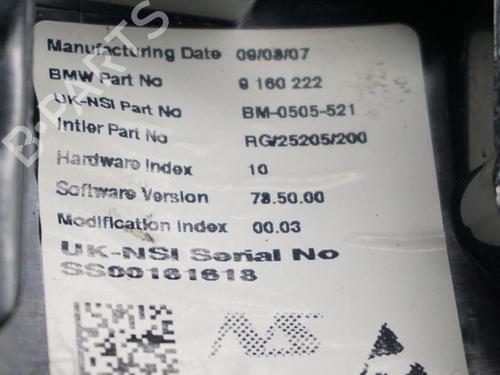 Manufacturing Date 09/03/07
BMW Part No 9 160 222
UK-NSI Part No BM-0505-521
Intier Part No RG/25205/200
Hardware Index 10
Software Version 78.50.00
Modification Index 00.03
UK-NSI Serial No
SS00161618
NS
B-PARTS